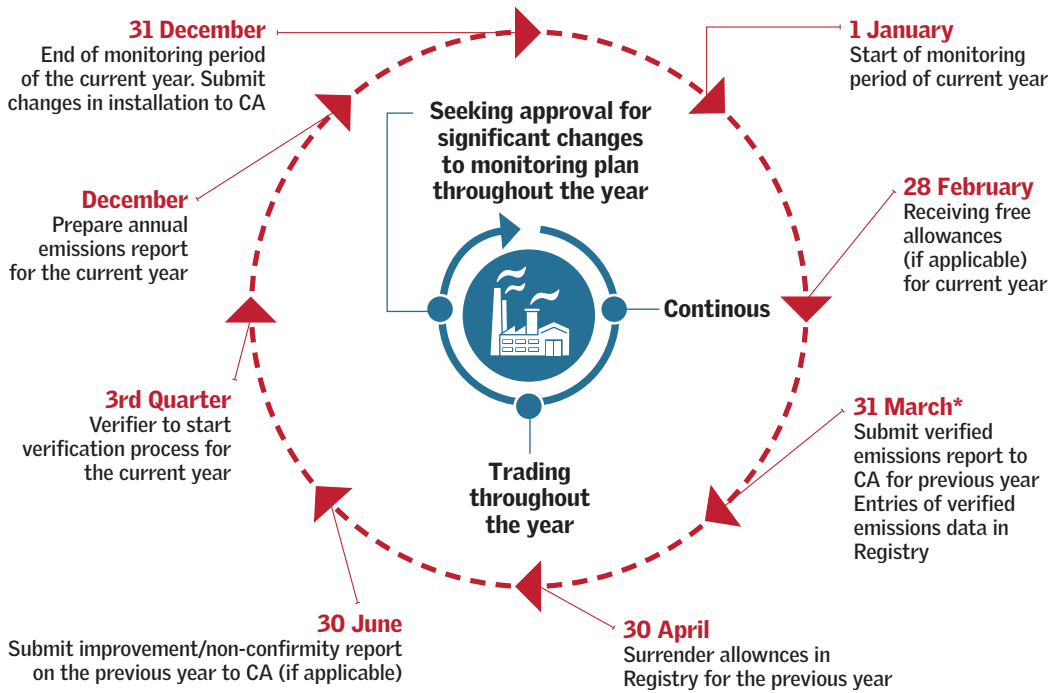 31 December
End of monitoring period
of the current year. Submit
changes in installation to CA
1 January
Start of monitoring
period of current year
Seeking approval for
significant changes
to monitoring plan
throughout the year
28 February
Receiving free
allowances
(if applicable)
for current year
December
Prepare annual
emissions report
for the current year
Continous
3rd Quarter
Verifier to start
verification process for
the current year
31 March*
Submit verified
emissions report to
CA for previous year
Entries of verified
emissions data in
Registry
Trading
throughout
the year
30 June
Submit improvement/non-confirmity report
on the previous year to CA (if applicable)
30 April
Surrender allownces in
Registry for the previous year